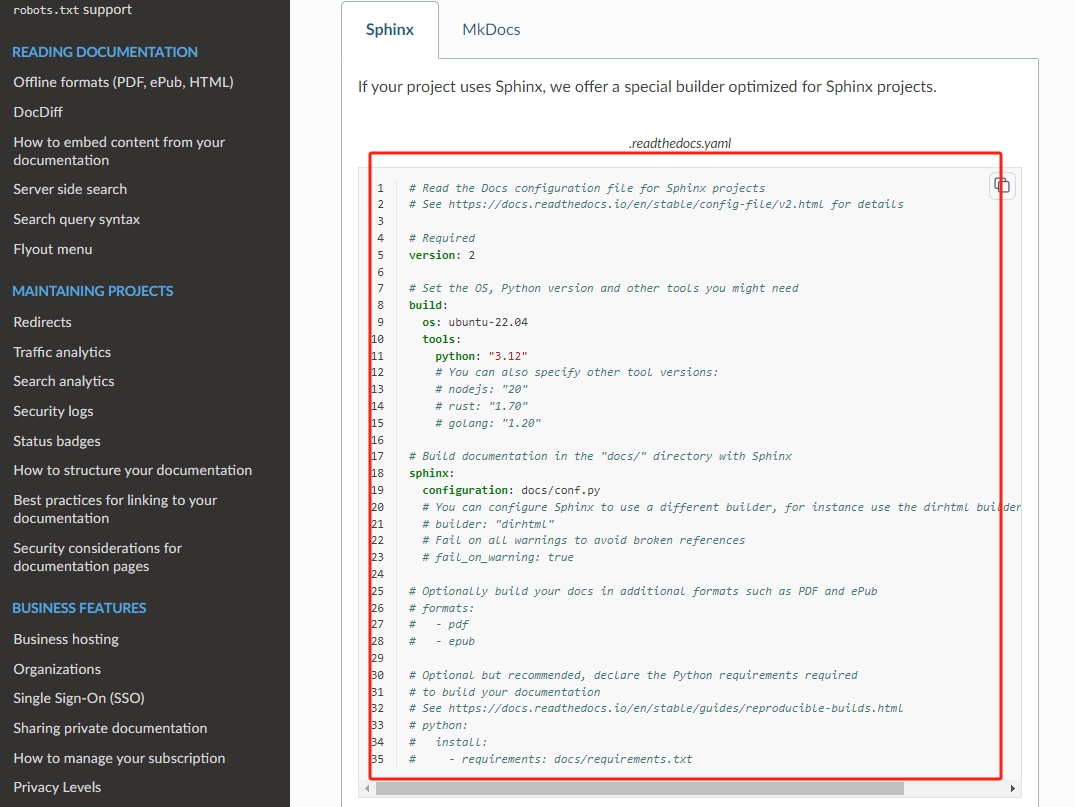 robots.txt support
READING DOCUMENTATION
Offline formats (PDF, ePub, HTML)
DocDiff
How to embed content from your
documentation
Server side search
Search query syntax
Flyout menu
MAINTAINING PROJECTS
Redirects
Traffic analytics
Search analytics
Security logs
Status badges
How to structure your documentation
Best practices for linking to your
documentation
Security considerations for
documentation pages
BUSINESS FEATURES
Business hosting
Organizations
Single Sign-On (SSO)
Sharing private documentation
How to manage your subscription
Privacy Levels
Sphinx MkDocs
If your project uses Sphinx, we offer a special builder optimized for Sphinx projects.
.readthedocs.yaml
1 # Read the Docs configuration file for Sphinx projects
2 # See https://docs.readthedocs.io/en/stable/config-file/v2.html for details
3
4 # Required
5 version: 2
6
7 # Set the OS, Python version and other tools you might need
8 build:
9   os: ubuntu-22.04
10   tools:
11     python: "3.12"
12     # You can also specify other tool versions:
13     # nodejs: "20"
14     # rust: "1.70"
15     # golang: "1.20"
16
17 # Build documentation in the "docs/" directory with Sphinx
18 sphinx:
19   configuration: docs/conf.py
20   # You can configure Sphinx to use a different builder, for instance use the dirhtml builder
21   # builder: "dirhtml"
22   # Fail on all warnings to avoid broken references
23   # fail_on_warning: true
24
25 # Optionally build your docs in additional formats such as PDF and ePub
26 # formats:
27 #   - pdf
28 #   - epub
29
30 # Optional but recommended, declare the Python requirements required
31 # to build your documentation
32 # See https://docs.readthedocs.io/en/stable/guides/reproducible-builds.html
33 # python:
34 #   install:
35 #     - requirements: docs/requirements.txt